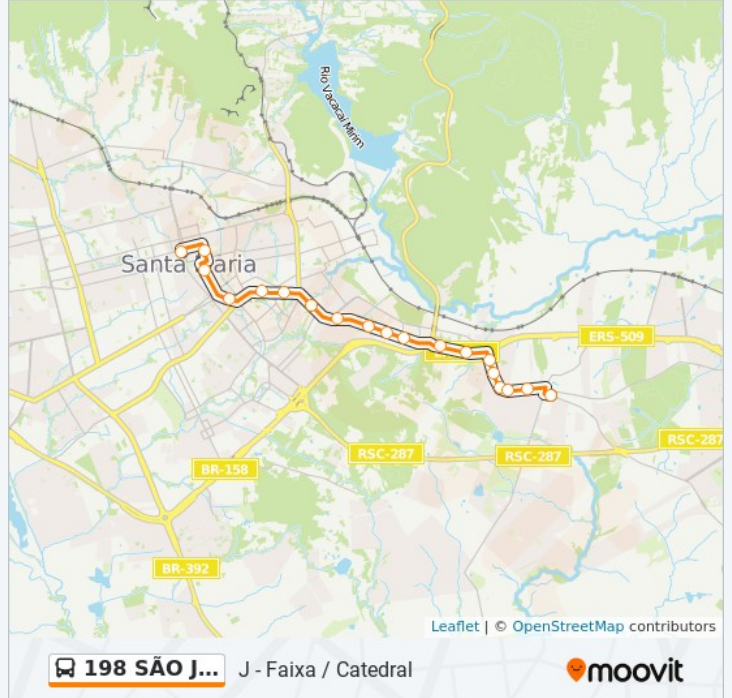 Rio Vacacaí Mirim
Santa Maria
ERS-509
RSC-287
RSC-287
RSC-287
BR-158
BR-392
Leaflet | © OpenStreetMap contributors
198 SÃO J... J - Faixa / Catedral
moovit